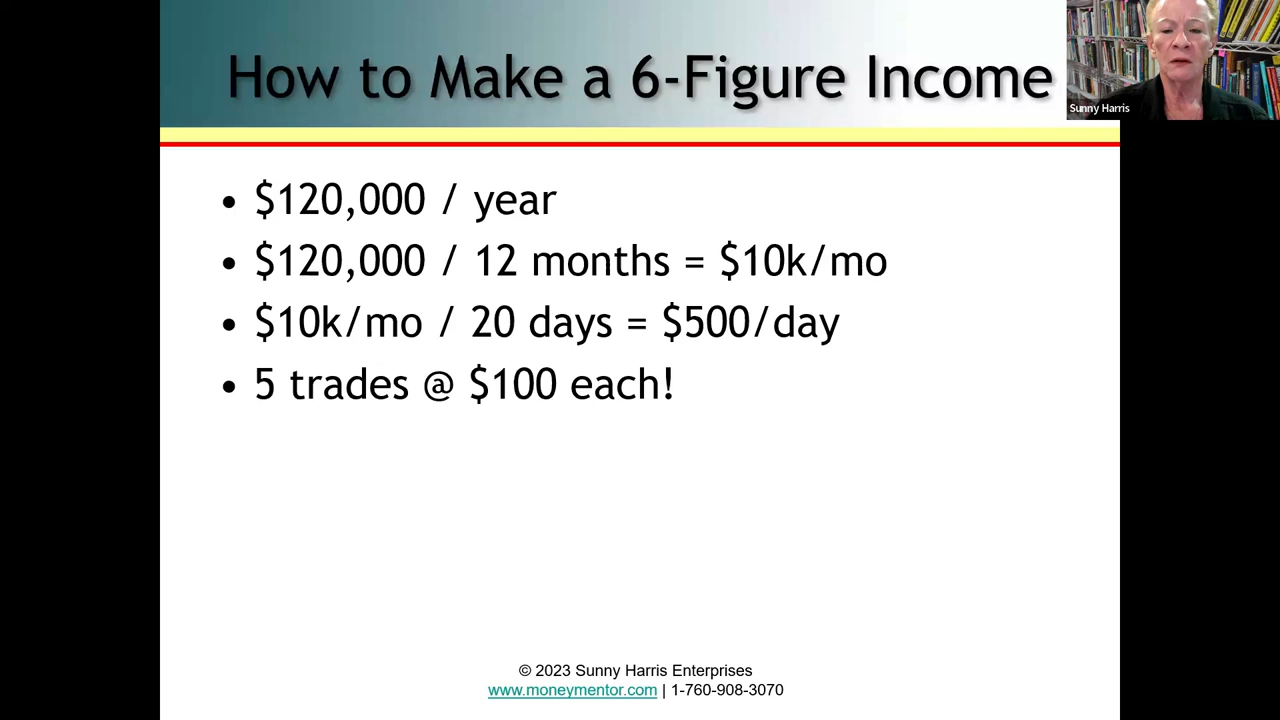 How to Make a 6-Figure Income
Sunny Harris
• $120,000 / year
• $120,000 / 12 months = $10k/mo
• $10k/mo / 20 days = $500/day
• 5 trades @ $100 each!
© 2023 Sunny Harris Enterprises
www.moneymentor.com | 1-760-908-3070